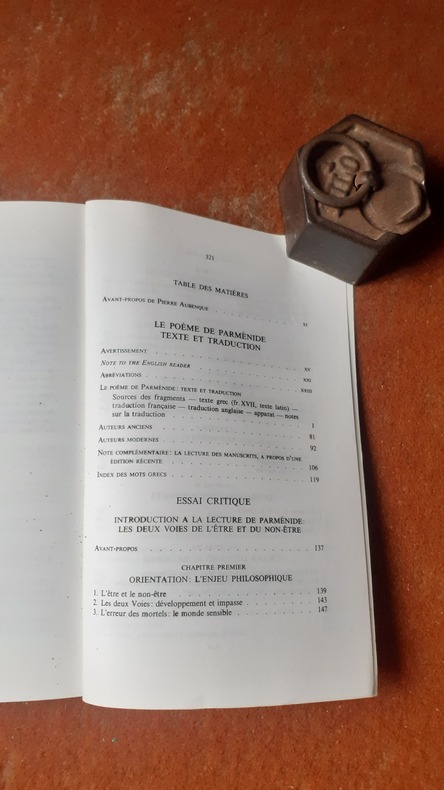 321
TABLE DES MATIÈRES
AVANT-PROPOS DE PIERRE AUBENQUE . . . . . . . . . . XI
LE POÈME DE PARMÉNIDE
TEXTE ET TRADUCTION
AVERTISSEMENT . . . . . . . . . . XV
NOTE TO THE ENGLISH READER . . . . . . . . . . XXI
ABRÉVIATIONS . . . . . . . . . . XXIII
LE POÈME DE PARMÉNIDE : TEXTE ET TRADUCTION
Sources des fragments — texte grec (fr. XVII, texte latin) —
traduction française — traduction anglaise — apparat — notes
sur la traduction . . . . . . . . . . 1
AUTEURS ANCIENS . . . . . . . . . . 81
AUTEURS MODERNES . . . . . . . . . . 92
NOTE COMPLÉMENTAIRE : LA LECTURE DES MANUSCRITS, A PROPOS D'UNE
ÉDITION RÉCENTE . . . . . . . . . . 106
INDEX DES MOTS GRECS . . . . . . . . . . 119
ESSAI CRITIQUE
INTRODUCTION A LA LECTURE DE PARMÉNIDE :
LES DEUX VOIES DE L'ÊTRE ET DU NON-ÊTRE
AVANT-PROPOS . . . . . . . . . . 137
CHAPITRE PREMIER
ORIENTATION : L'ENJEU PHILOSOPHIQUE
1. L'être et le non-être . . . . . . . . . . 139
2. Les deux Voies : développement et impasse . . . . . . . . . . 143
3. L'erreur des mortels : le monde sensible . . . . . . . . . . 147